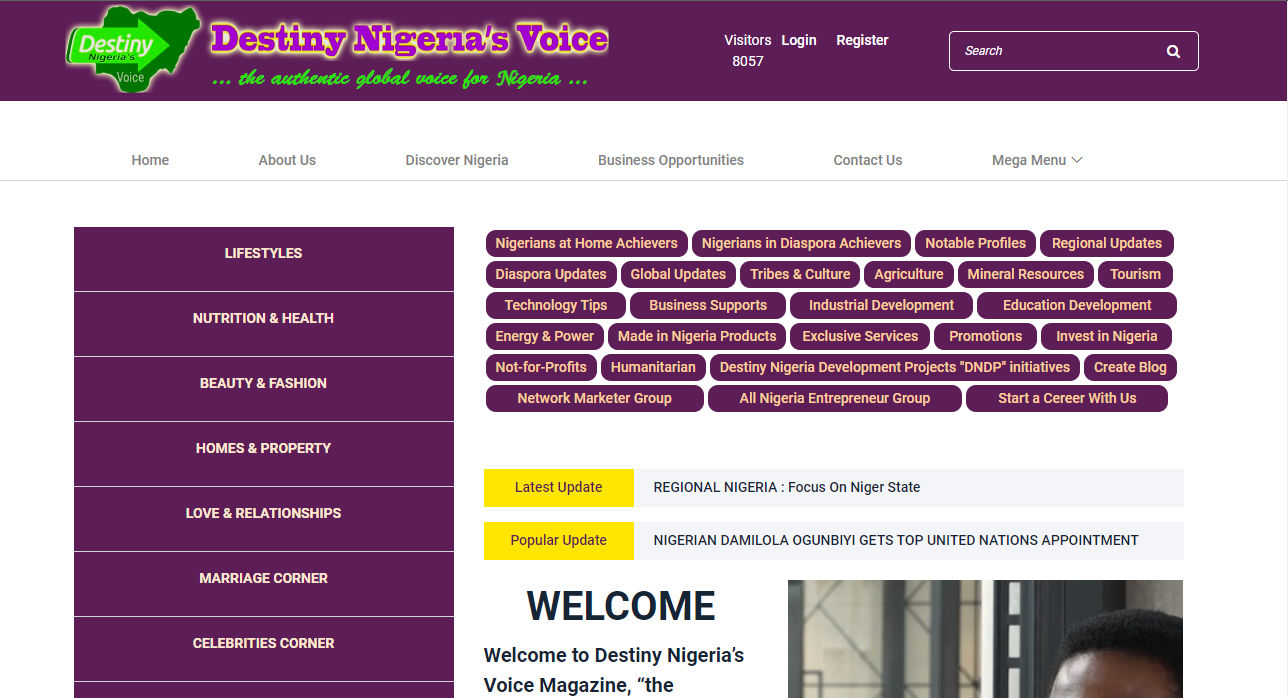 Destiny
Nigeria's
Voice
Destiny Nigeria's Voice
... the authentic global voice for Nigeria ...
Visitors Login Register
8057
Search
Home About Us Discover Nigeria Business Opportunities Contact Us Mega Menu
LIFESTYLES
NUTRITION & HEALTH
BEAUTY & FASHION
HOMES & PROPERTY
LOVE & RELATIONSHIPS
MARRIAGE CORNER
CELEBRITIES CORNER
Nigerians at Home Achievers Nigerians in Diaspora Achievers Notable Profiles Regional Updates
Diaspora Updates Global Updates Tribes & Culture Agriculture Mineral Resources Tourism
Technology Tips Business Supports Industrial Development Education Development
Energy & Power Made in Nigeria Products Exclusive Services Promotions Invest in Nigeria
Not-for-Profits Humanitarian Destiny Nigeria Development Projects "DNDP" initiatives Create Blog
Network Marketer Group All Nigeria Entrepreneur Group Start a Cereer With Us
Latest Update REGIONAL NIGERIA : Focus On Niger State
Popular Update NIGERIAN DAMILOLA OGUNBIYI GETS TOP UNITED NATIONS APPOINTMENT
WELCOME
Welcome to Destiny Nigeria’s
Voice Magazine, “the